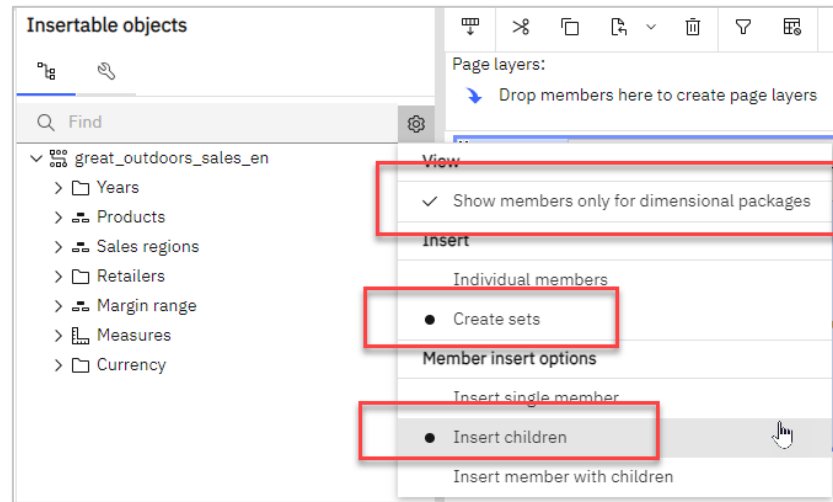 Insertable objects
Page layers:
Drop members here to create page layers
Find
great_outdoors_sales_en
Years
Products
Sales regions
Retailers
Margin range
Measures
Currency
View
Show members only for dimensional packages
Insert
Individual members
Create sets
Member insert options
Insert single member
Insert children
Insert member with children